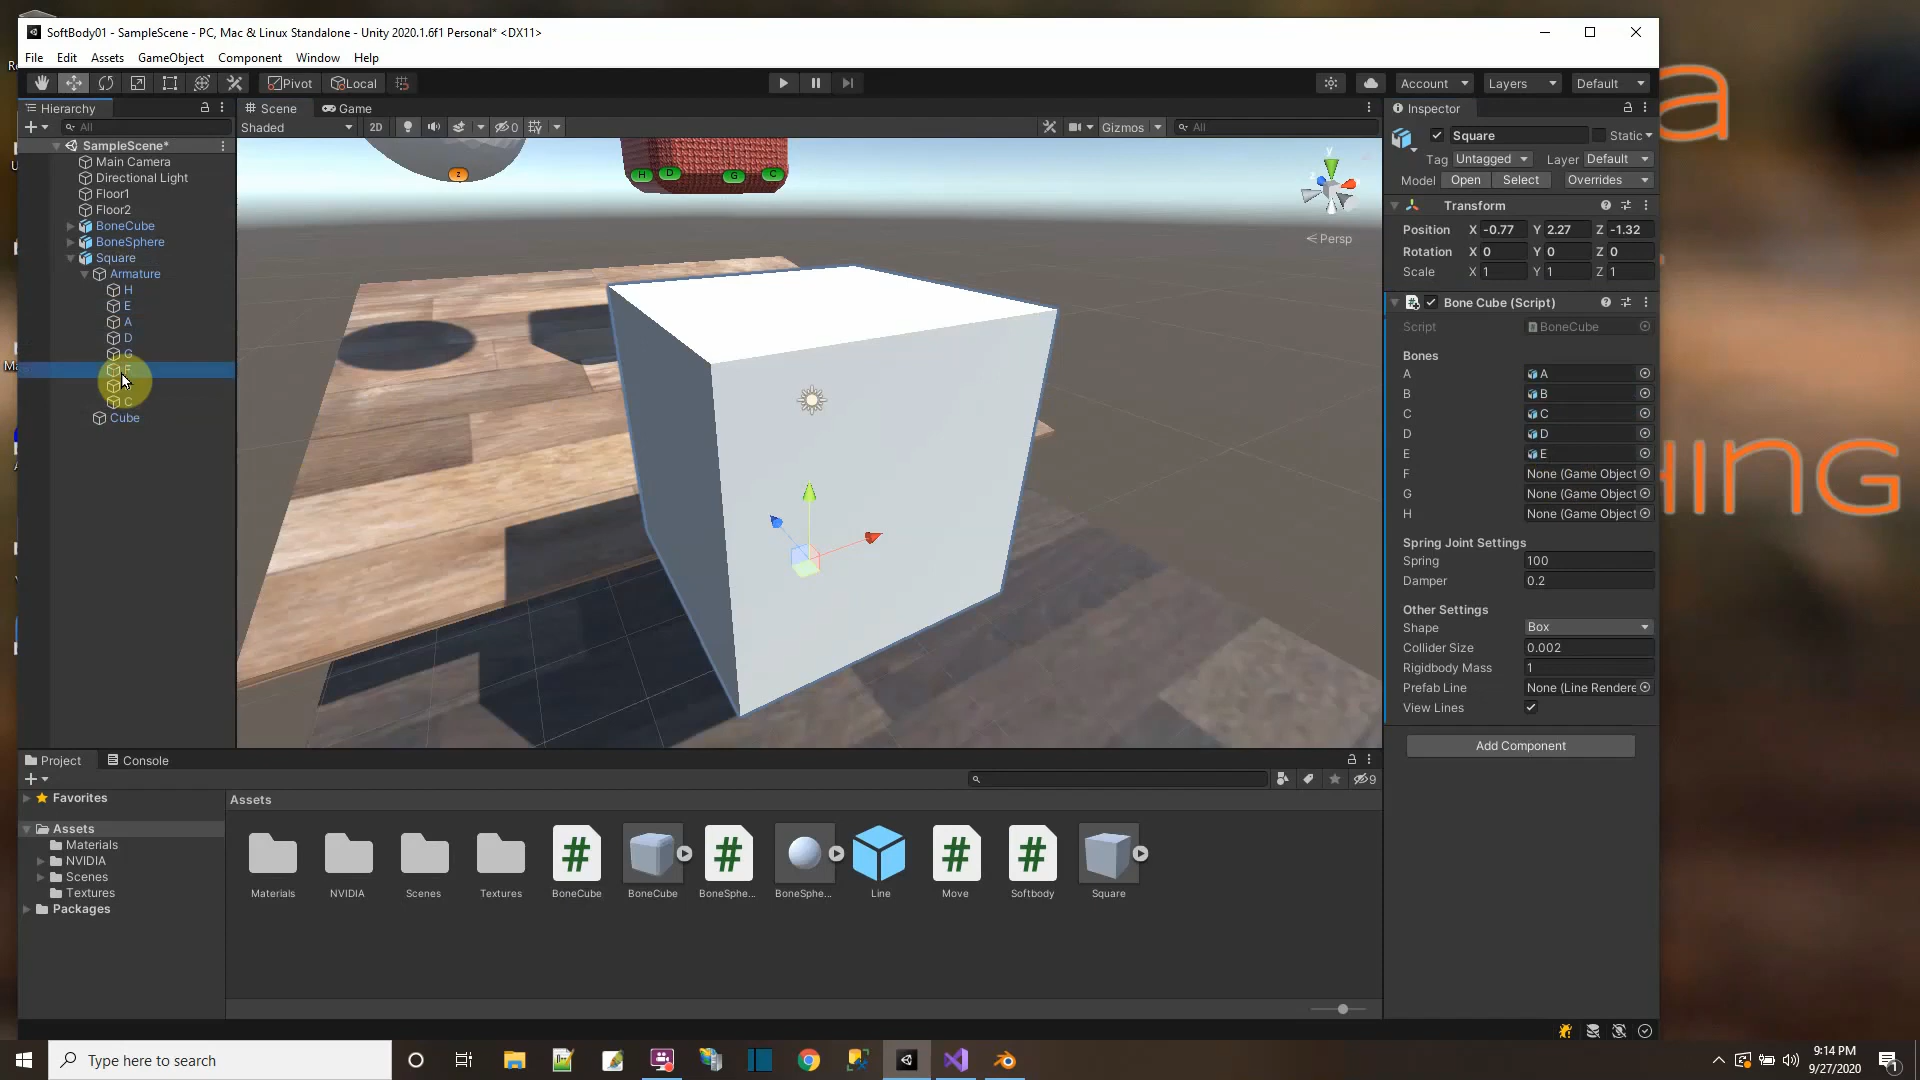 SoftBody01 - SampleScene - PC, Mac & Linux Standalone - Unity 2020.1.6f1 Personal* <DX11>
File Edit Assets GameObject Component Window Help
Pivot Local Account Layers Default
Hierarchy Scene Game Inspector
All Shaded 2D 0 Gizmos All
SampleScene*
Main Camera
Directional Light
Floor1
Floor2
BoneCube
BoneSphere
Square
Armature
H
E
A
D
G
F
C
Cube
z
H D G C
y
z
Persp
Square Static
Tag Untagged Layer Default
Model Open Select Overrides
Transform
Position X -0.77 Y 2.27 Z -1.32
Rotation X 0 Y 0 Z 0
Scale X 1 Y 1 Z 1
# Bone Cube (Script)
Script BoneCube
Bones
A A
B B
C C
D D
E E
F None (Game Object
G None (Game Object
H None (Game Object
Spring Joint Settings
Spring 100
Damper 0.2
Other Settings
Shape Box
Collider Size 0.002
Rigidbody Mass 1
Prefab Line None (Line Rendere
View Lines
Add Component
Project Console
9
Favorites
Assets
Materials
NVIDIA
Scenes
Textures
Packages
Assets
# # # #
Materials NVIDIA Scenes Textures BoneCube BoneCube BoneSphe... BoneSphe... Line Move Softbody Square
a
HING
Type here to search
9:14 PM
9/27/2020
1